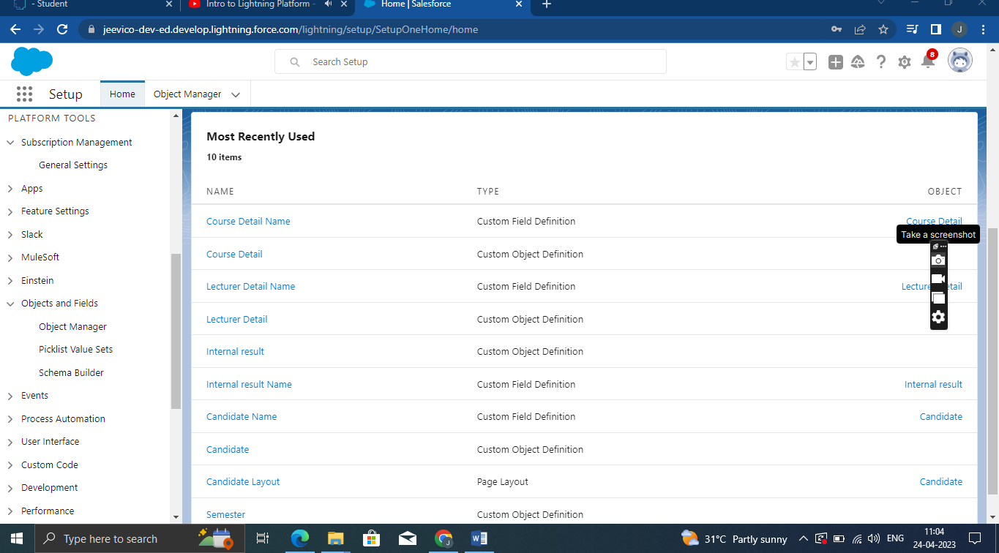 - Student
Intro to Lightning Platform -
Home | Salesforce
jeevico-dev-ed.develop.lightning.force.com/lightning/setup/SetupOneHome/home
J
Search Setup
8
Setup
Home
Object Manager
PLATFORM TOOLS
Subscription Management
General Settings
Apps
Feature Settings
Slack
MuleSoft
Einstein
Objects and Fields
Object Manager
Picklist Value Sets
Schema Builder
Events
Process Automation
User Interface
Custom Code
Development
Performance
Most Recently Used
10 items
NAME TYPE OBJECT
Course Detail Name Custom Field Definition Course Detail
Take a screenshot
Course Detail Custom Object Definition
Lecturer Detail Name Custom Field Definition Lecturer Detail
Lecturer Detail Custom Object Definition
Internal result Custom Object Definition
Internal result Name Custom Field Definition Internal result
Candidate Name Custom Field Definition Candidate
Candidate Custom Object Definition
Candidate Layout Page Layout Candidate
Semester Custom Object Definition
Type here to search
31°C Partly sunny
ENG
11:04
24-04-2023